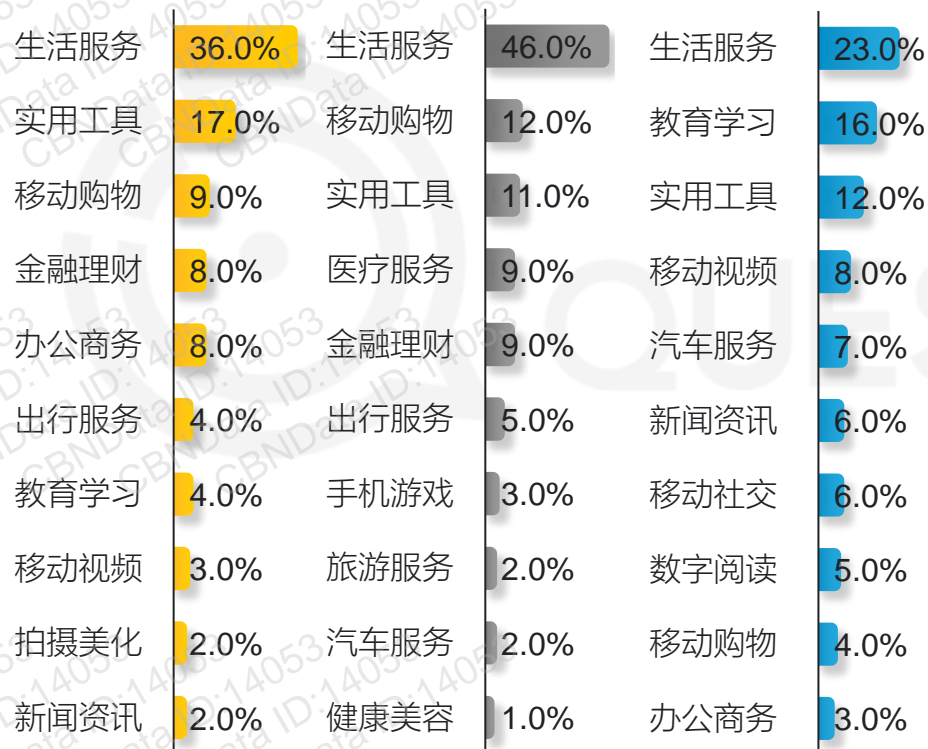 生活服务 36.0% 生活服务 46.0% 生活服务 23.0%
实用工具 17.0% 移动购物 12.0% 教育学习 16.0%
移动购物 9.0% 实用工具 11.0% 实用工具 12.0%
金融理财 8.0% 医疗服务 9.0% 移动视频 8.0%
办公商务 8.0% 金融理财 9.0% 汽车服务 7.0%
出行服务 4.0% 出行服务 5.0% 新闻资讯 6.0%
教育学习 4.0% 手机游戏 3.0% 移动社交 6.0%
移动视频 3.0% 旅游服务 2.0% 数字阅读 5.0%
拍摄美化 2.0% 汽车服务 2.0% 移动购物 4.0%
新闻资讯 2.0% 健康美容 1.0% 办公商务 3.0%